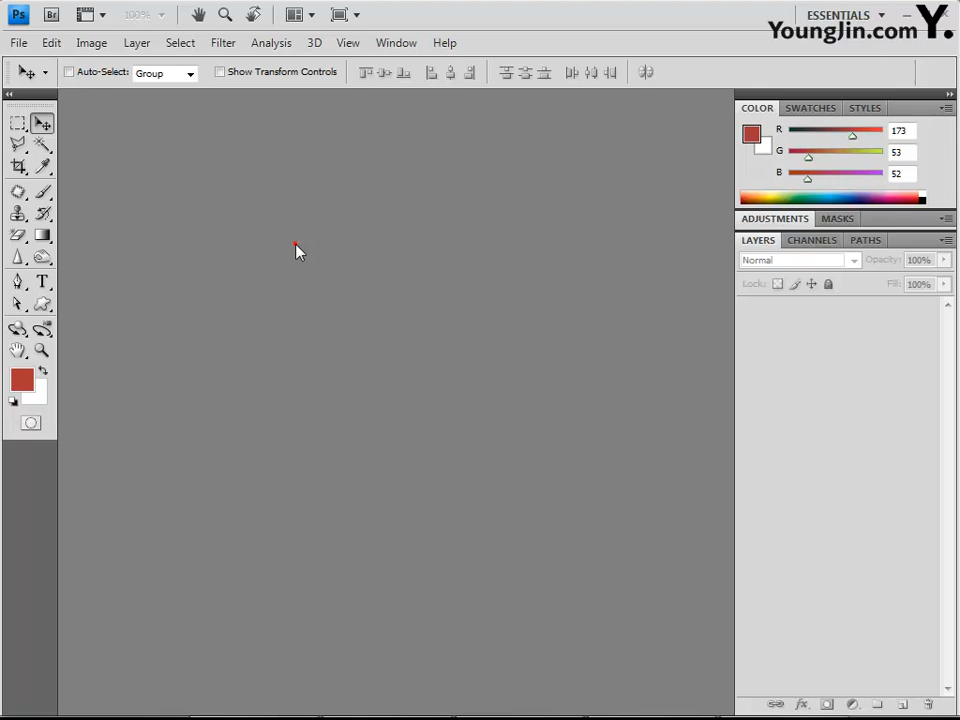 Ps Br 100% ESSENTIALS
YoungJin.com Y.
File Edit Image Layer Select Filter Analysis 3D View Window Help
Auto-Select: Group Show Transform Controls
COLOR SWATCHES STYLES
R 173
G 53
B 52
ADJUSTMENTS MASKS
LAYERS CHANNELS PATHS
Normal Opacity: 100%
Lock: Fill: 100%
T
fx